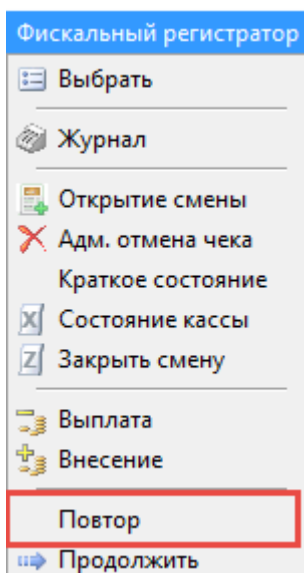 Фискальный регистратор
Выбрать
Журнал
Открытие смены
Адм. отмена чека
Краткое состояние
X Состояние кассы
Z Закрыть смену
Выплата
Внесение
Повтор
Продолжить